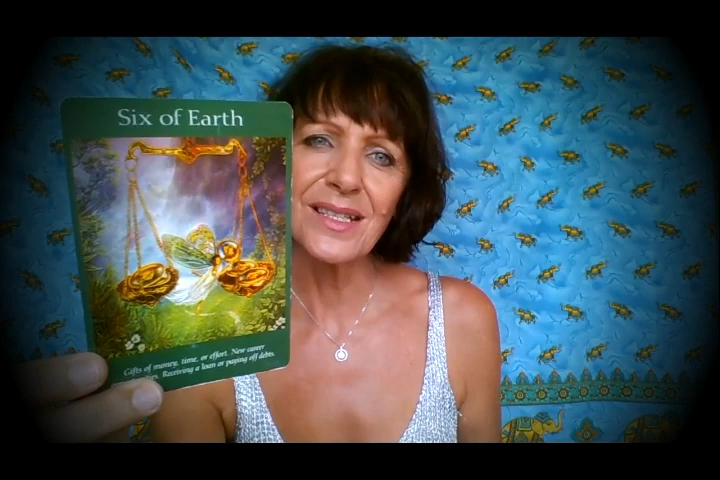 Six of Earth
Gifts of money, time, or effort. New career
Receiving a loan or paying off debts.